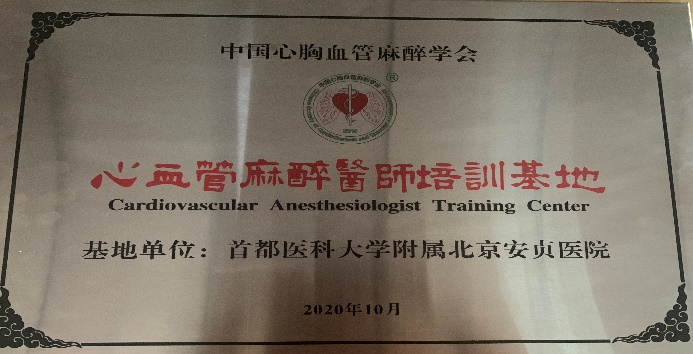 中国心胸血管麻醉学会
®
心血管麻醉醫師培訓基地
Cardiovascular Anesthesiologist Training Center
基地单位：首都医科大学附属北京安贞医院
2020年10月